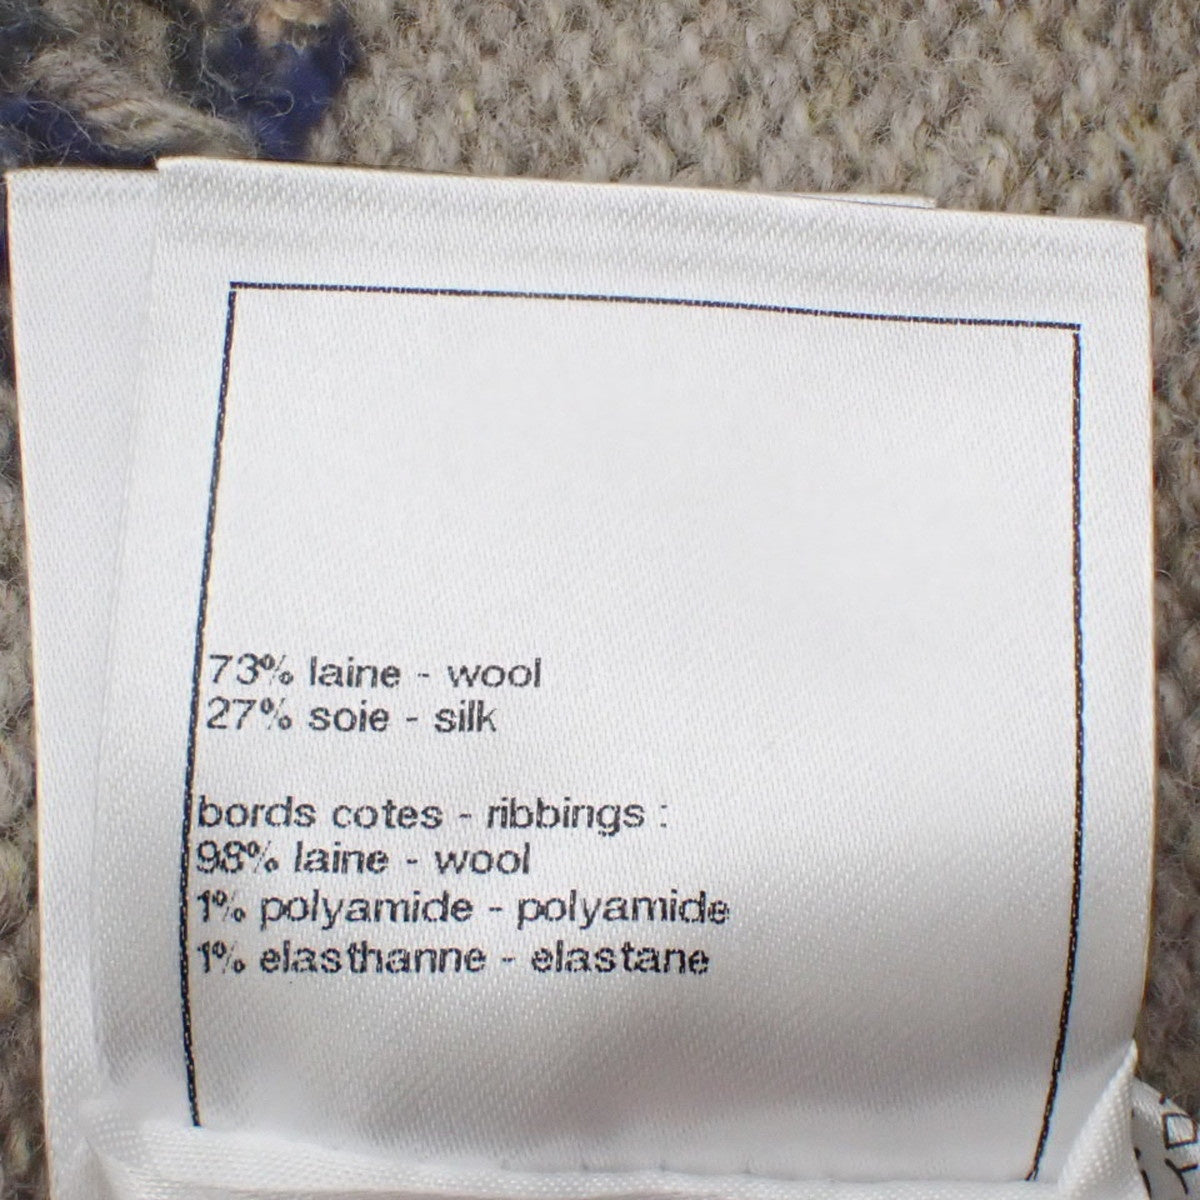 73% laine - wool
27% soie - silk
bords cotes - ribbings :
98% laine - wool
1% polyamide - polyamide
1% elasthanne - elastane